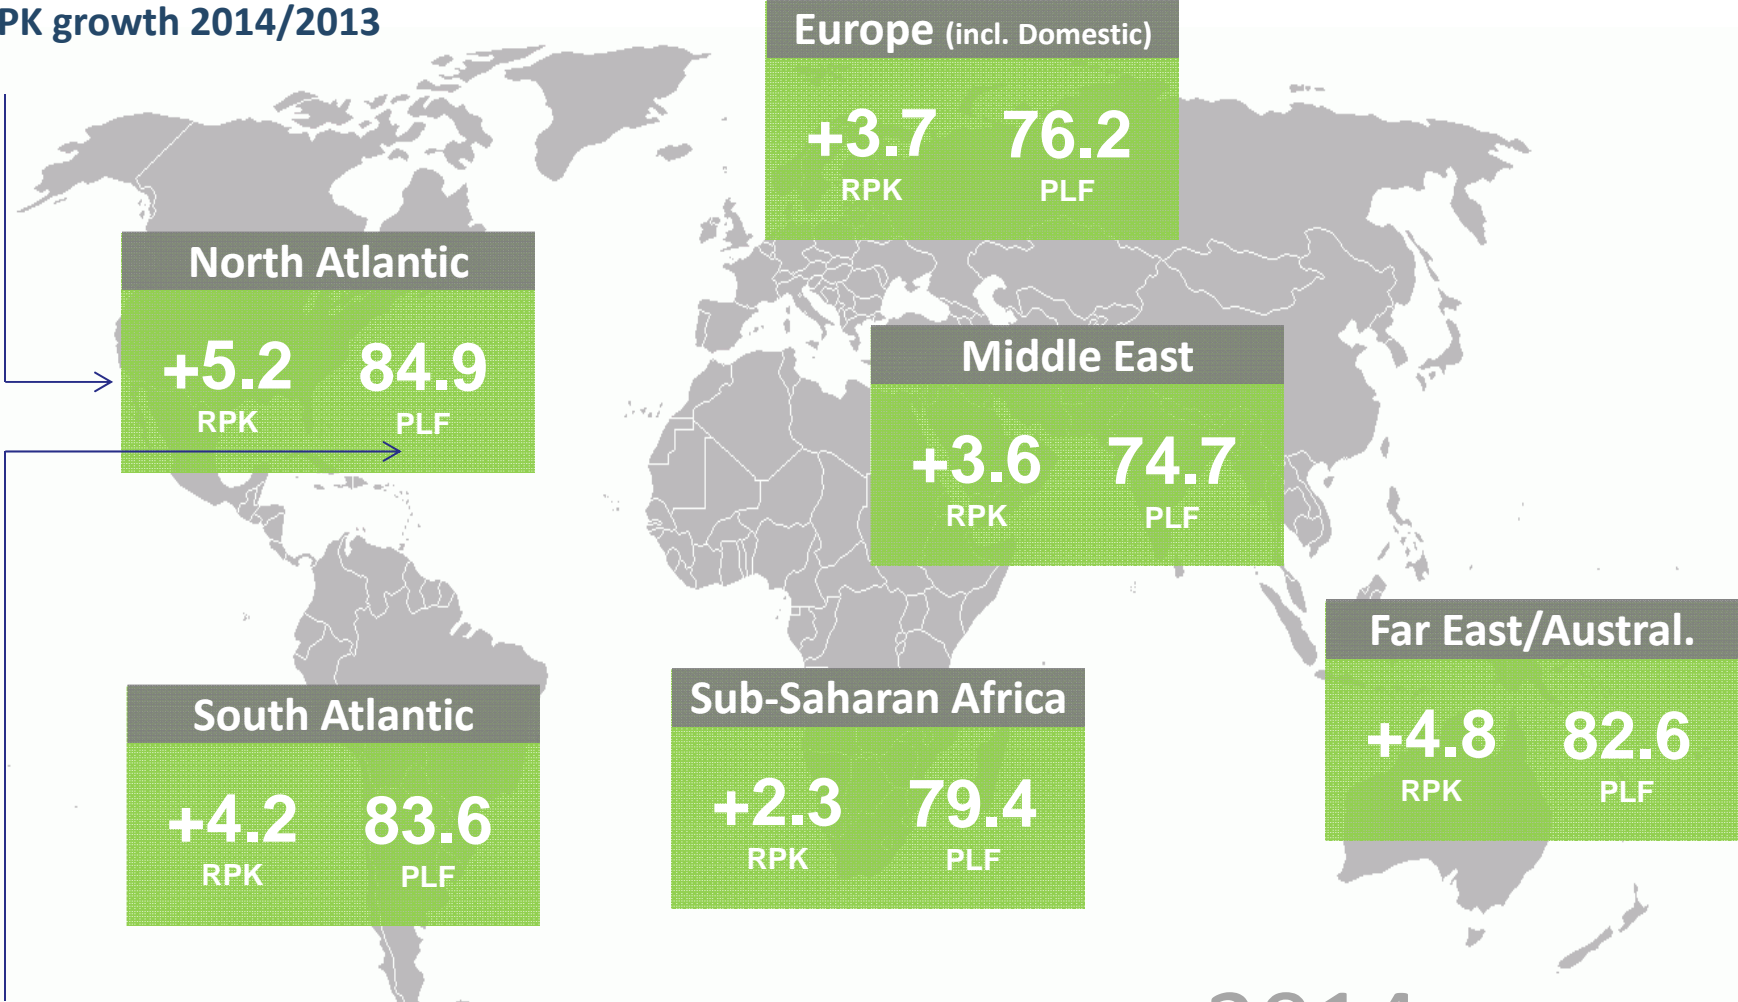 PK growth 2014/2013
Europe (incl. Domestic)
+3.7 76.2
RPK PLF
North Atlantic
+5.2 84.9
RPK PLF
Middle East
+3.6 74.7
RPK PLF
Far East/Austral.
+4.8 82.6
RPK PLF
Sub-Saharan Africa
+2.3 79.4
RPK PLF
South Atlantic
+4.2 83.6
RPK PLF
2014